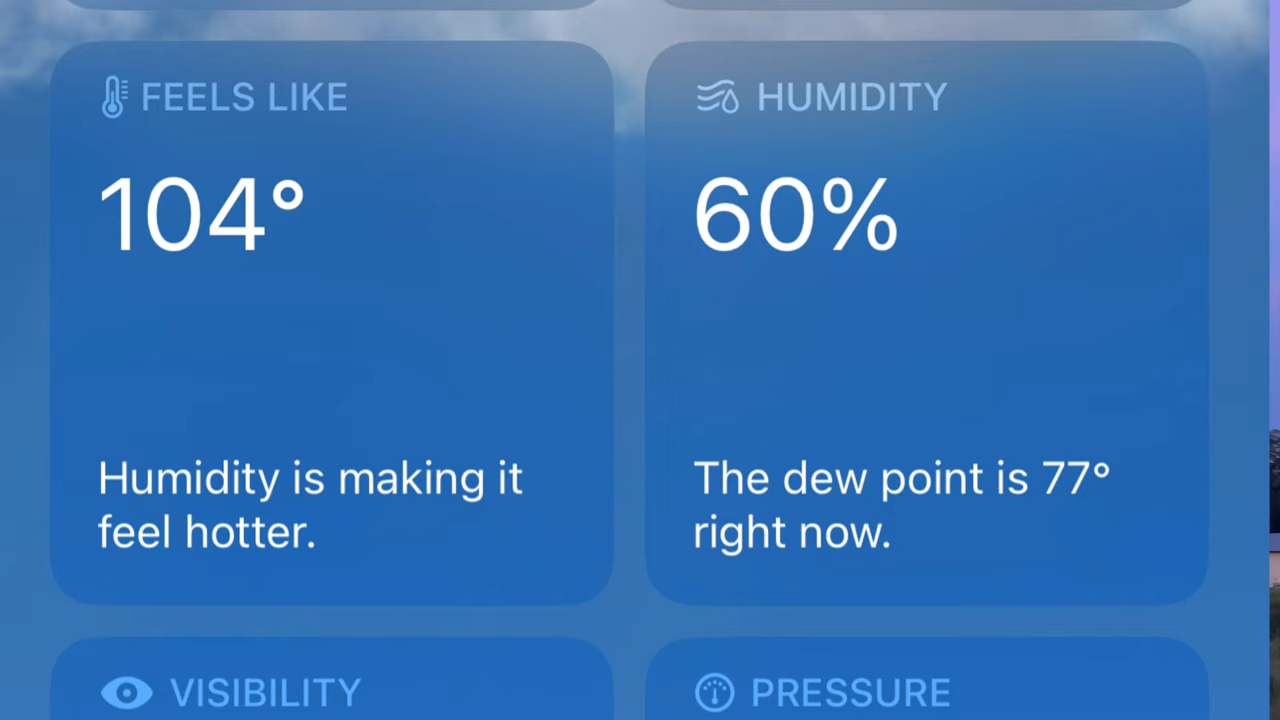 FEELS LIKE
104°
Humidity is making it
feel hotter.
HUMIDITY
60%
The dew point is 77°
right now.
VISIBILITY
PRESSURE